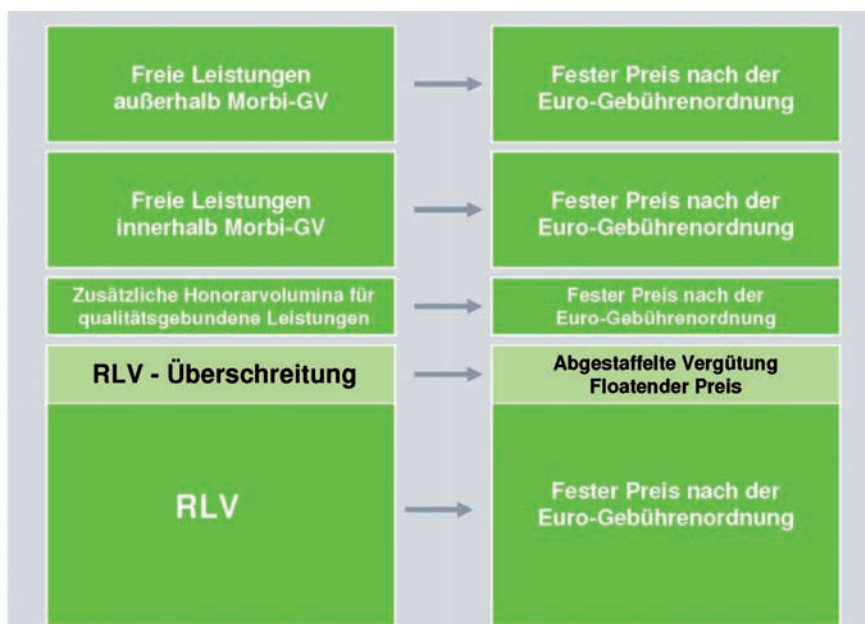 Freie Leistungen
außerhalb Morbi-GV
Fester Preis nach der
Euro-Gebührenordnung
Freie Leistungen
innerhalb Morbi-GV
Fester Preis nach der
Euro-Gebührenordnung
Zusätzliche Honorarvolumina für
qualitätsgebundene Leistungen
Fester Preis nach der
Euro-Gebührenordnung
RLV - Überschreitung
Abgestaffelte Vergütung
Floatender Preis
RLV
Fester Preis nach der
Euro-Gebührenordnung